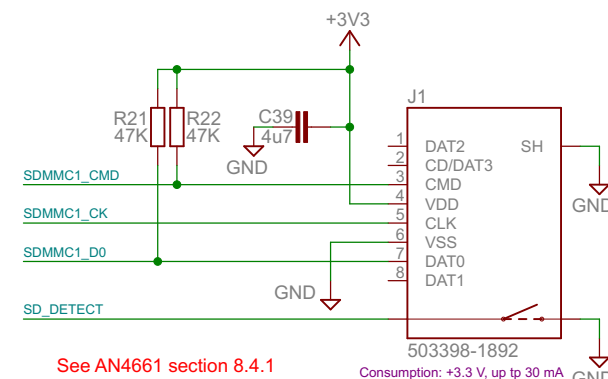 +3V3
J1
R21
47K
R22
47K
C39
4u7
GND
1 DAT2
2 CD/DAT3
3 CMD
4 VDD
5 CLK
6 VSS
7 DAT0
8 DAT1
SH
GND
SDMMC1_CMD
SDMMC1_CK
SDMMC1_D0
GND
SD_DETECT
503398-1892
See AN4661 section 8.4.1
Consumption: +3.3 V, up tp 30 mA
GND